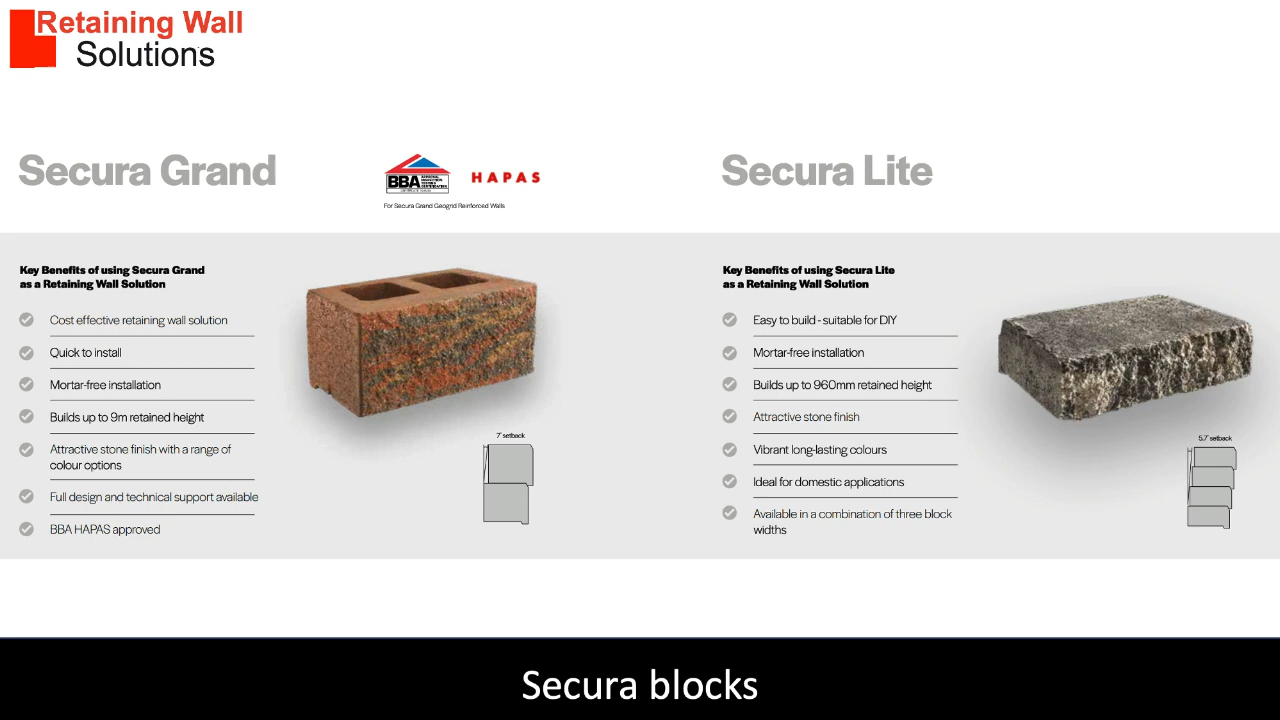 Retaining Wall
Solutions
Secura Grand
BBA
HAPAS
For Secura Grand Geogrid Reinforced Walls
Key Benefits of using Secura Grand
as a Retaining Wall Solution
Cost effective retaining wall solution
Quick to install
Mortar-free installation
Builds up to 9m retained height
Attractive stone finish with a range of
colour options
Full design and technical support available
BBA HAPAS approved
7° setback
Secura Lite
Key Benefits of using Secura Lite
as a Retaining Wall Solution
Easy to build - suitable for DIY
Mortar-free installation
Builds up to 960mm retained height
Attractive stone finish
Vibrant long-lasting colours
Ideal for domestic applications
Available in a combination of three block
widths
5.7° setback
Secura blocks